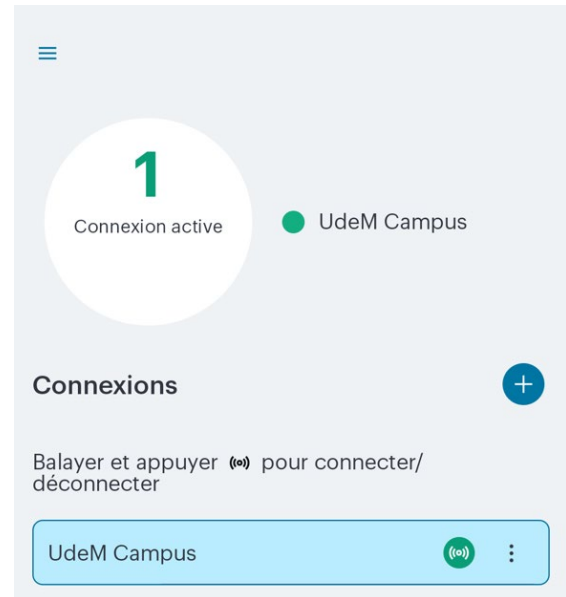 1
Connexion active
UdeM Campus
Connexions
Balayer et appuyer pour connecter/
déconnecter
UdeM Campus